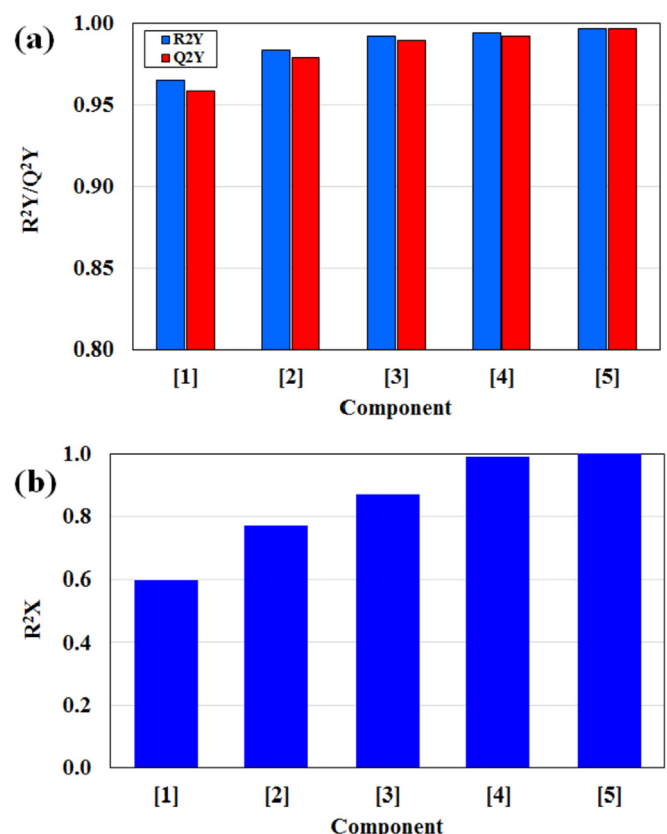 (a)
R2Y
Q2Y
R²Y/Q²Y
1.00
0.95
0.90
0.85
0.80
[1] [2] [3] [4] [5]
Component
(b)
R²X
1.0
0.8
0.6
0.4
0.2
0.0
[1] [2] [3] [4] [5]
Component